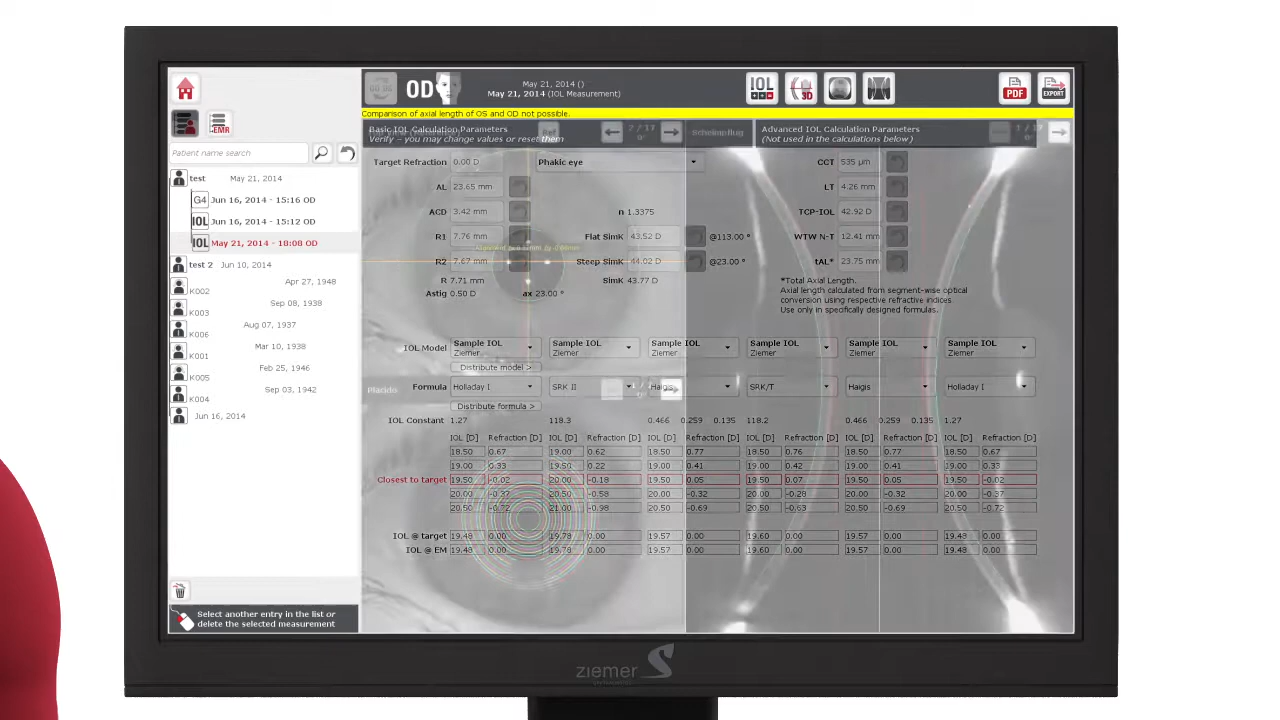 OD
May 21, 2014 ()
May 21, 2014 (IOL Measurement)
IOL
3D
PDF
EXPORT
EMR
Comparison of axial length of OS and OD not possible.
Basic IOL Calculation Parameters
Verify – you may change values or reset them
2 / 17
Scheimpflug
Advanced IOL Calculation Parameters
(Not used in the calculations below)
1 / 17
Patient name search
test May 21, 2014
G4 Jun 16, 2014 - 15:16 OD
IOL Jun 16, 2014 - 15:12 OD
IOL May 21, 2014 - 18:08 OD
test 2 Jun 10, 2014
Apr 27, 1948
K002
Sep 08, 1938
K003
Aug 07, 1937
K006
Mar 10, 1938
K001
Feb 25, 1946
K005
Sep 03, 1942
K004
Jun 16, 2014
Select another entry in the list or
delete the selected measurement
Target Refraction 0.00 D Phakic eye CCT 535 µm
AL 23.65 mm LT 4.26 mm
ACD 3.42 mm n 1.3375 TCP-IOL 42.92 D
R1 7.76 mm Flat SimK 43.52 D @113.00 ° WTW N-T 12.41 mm
R2 7.67 mm Steep SimK 44.02 D @23.00 ° tAL* 23.75 mm
R 7.71 mm SimK 43.77 D *Total Axial Length.
Astig 0.50 D ax 23.00 ° Axial length calculated from segment-wise optical
conversion using respective refractive indices
Use only in specifically designed formulas.
IOL Model Sample IOL Sample IOL Sample IOL Sample IOL Sample IOL Sample IOL
Ziemer Ziemer Ziemer Ziemer Ziemer Ziemer
Distribute model >
Placido
Formula Holladay I SRK II Haigis SRK/T Haigis Holladay I
Distribute formula >
IOL Constant 1.27 118.3 0.466 0.259 0.135 118.2 0.466 0.259 0.135 1.27
IOL [D] Refraction [D] IOL [D] Refraction [D] IOL [D] Refraction [D] IOL [D] Refraction [D] IOL [D] Refraction [D] IOL [D] Refraction [D]
18.50 0.67 19.00 0.62 18.50 0.77 18.50 0.76 18.50 0.77 18.50 0.67
19.00 0.33 19.50 0.22 19.00 0.41 19.00 0.42 19.00 0.41 19.00 0.33
Closest to target 19.50 -0.02 20.00 -0.18 19.50 0.05 19.50 0.07 19.50 0.05 19.50 -0.02
20.00 -0.37 20.50 -0.58 20.00 -0.32 20.00 -0.28 20.00 -0.32 20.00 -0.37
20.50 -0.72 21.00 -0.98 20.50 -0.69 20.50 -0.63 20.50 -0.69 20.50 -0.72
IOL @ target 19.48 0.00 19.78 0.00 19.57 0.00 19.60 0.00 19.57 0.00 19.48 0.00
IOL @ EM 19.48 0.00 19.78 0.00 19.57 0.00 19.60 0.00 19.57 0.00 19.48 0.00
ziemer